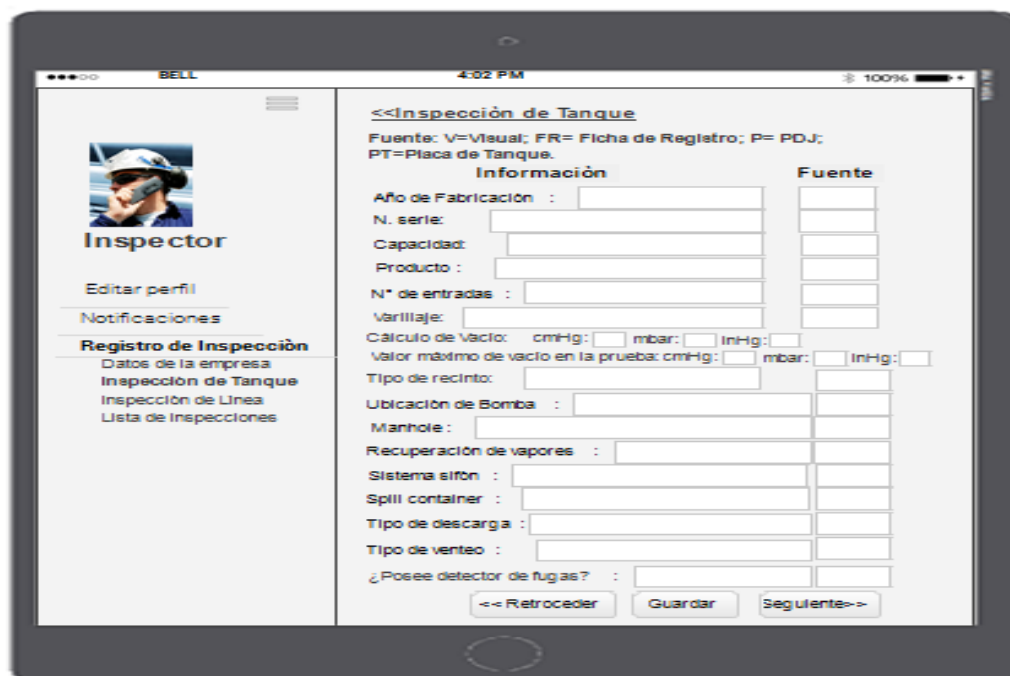 BELL 4:02 PM 100%
Inspector
Editar perfil
Notificaciones
Registro de Inspección
Datos de la empresa
Inspección de Tanque
Inspección de Linea
Lista de Inspecciones
<<Inspección de Tanque
Fuente: V=Visual; FR= Ficha de Registro; P= PDJ;
PT=Placa de Tanque.
Información Fuente
Año de Fabricación :
N. serie:
Capacidad:
Producto :
N° de entradas :
Varillaje:
Cálculo de Vacío: cmHg: mbar: InHg:
Valor máximo de vacío en la prueba: cmHg: mbar: InHg:
Tipo de recinto:
Ubicación de Bomba :
Manhole :
Recuperación de vapores :
Sistema sifón :
Spill container :
Tipo de descarga :
Tipo de venteo :
¿Posee detector de fugas? :
<< Retroceder Guardar Seguiente>>